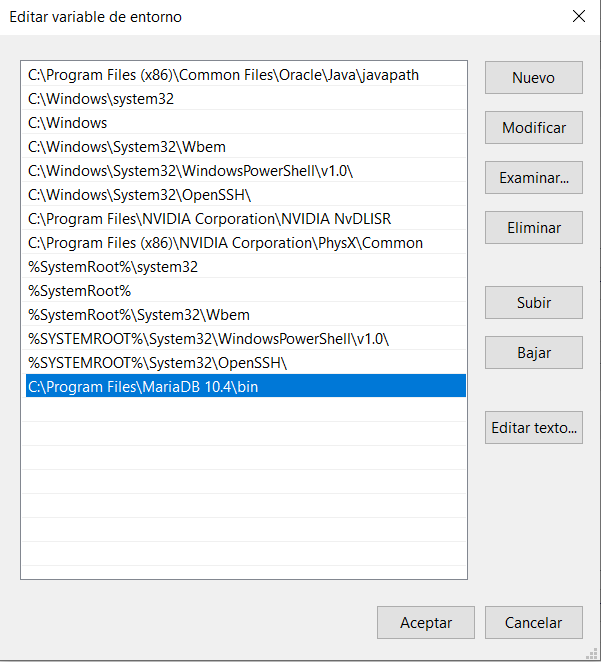 Editar variable de entorno
C:\Program Files (x86)\Common Files\Oracle\Java\javapath
C:\Windows\system32
C:\Windows
C:\Windows\System32\Wbem
C:\Windows\System32\WindowsPowerShell\v1.0\
C:\Windows\System32\OpenSSH\
C:\Program Files\NVIDIA Corporation\NVIDIA NvDLISR
C:\Program Files (x86)\NVIDIA Corporation\PhysX\Common
%SystemRoot%\system32
%SystemRoot%
%SystemRoot%\System32\Wbem
%SYSTEMROOT%\System32\WindowsPowerShell\v1.0\
%SYSTEMROOT%\System32\OpenSSH\
C:\Program Files\MariaDB 10.4\bin
Nuevo
Modificar
Examinar...
Eliminar
Subir
Bajar
Editar texto...
Aceptar
Cancelar